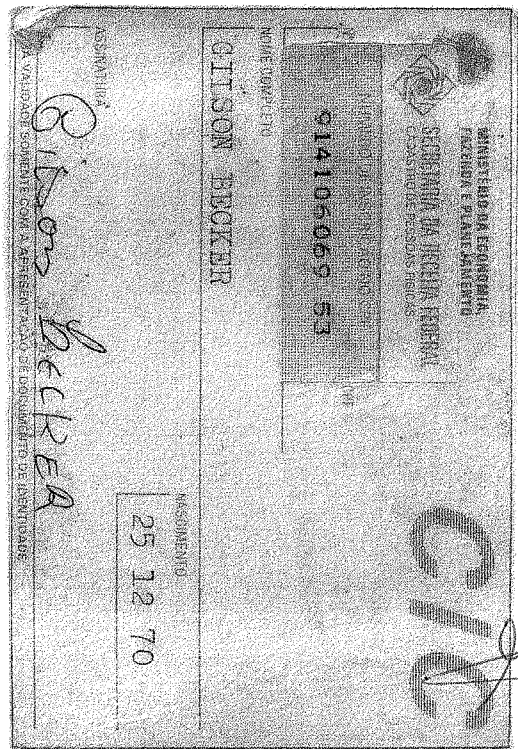 MINISTÉRIO DA ECONOMIA,
FAZENDA E PLANEJAMENTO
SECRETARIA DA RECEITA FEDERAL
CADASTRO DE PESSOAS FÍSICAS
CIC
914106069 53
NOME COMPLETO
GILSON BECKER
NASCIMENTO
25 12 70
ASSINATURA
Gilson Becker
VALIDADE SOMENTE COM A APRESENTAÇÃO DE DOCUMENTO DE IDENTIDADE